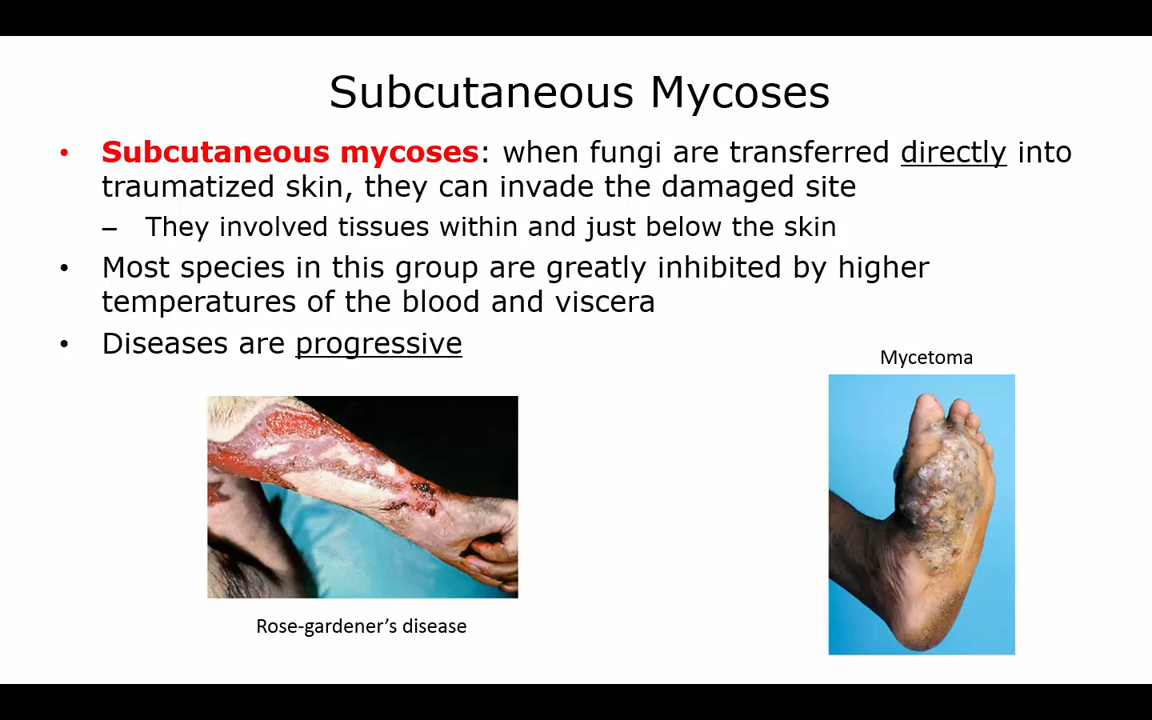 Subcutaneous Mycoses
• Subcutaneous mycoses: when fungi are transferred directly into
traumatized skin, they can invade the damaged site
– They involved tissues within and just below the skin
• Most species in this group are greatly inhibited by higher
temperatures of the blood and viscera
• Diseases are progressive
Mycetoma
Rose-gardener's disease